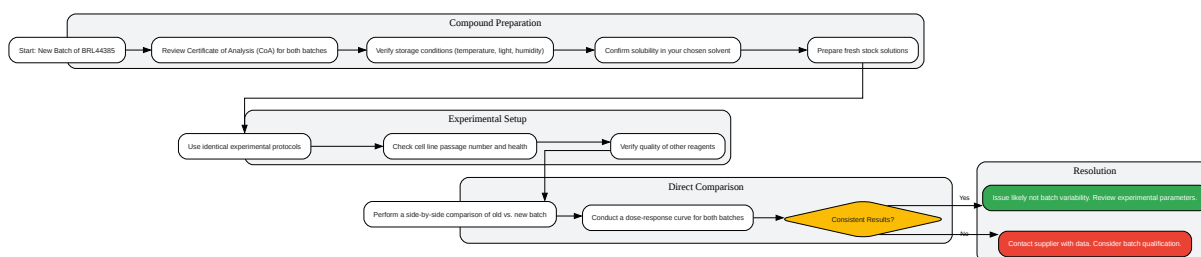 Compound Preparation
Start: New Batch of BRL44385
Review Certificate of Analysis (CoA) for both batches
Verify storage conditions (temperature, light, humidity)
Confirm solubility in your chosen solvent
Prepare fresh stock solutions
Experimental Setup
Use identical experimental protocols
Check cell line passage number and health
Verify quality of other reagents
Direct Comparison
Perform a side-by-side comparison of old vs. new batch
Conduct a dose-response curve for both batches
Consistent Results?
Yes
No
Resolution
Issue likely not batch variability. Review experimental parameters.
Contact supplier with data. Consider batch qualification.